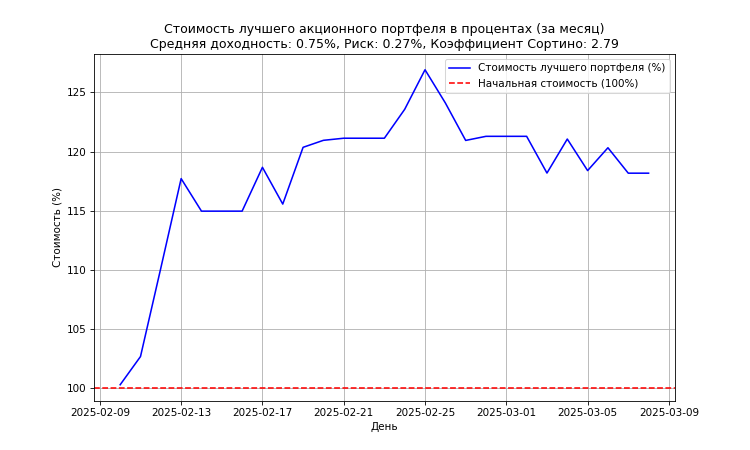 Стоимость лучшего акционного портфеля в процентах (за месяц)
Средняя доходность: 0.75%, Риск: 0.27%, Коэффициент Сортино: 2.79
Стоимость лучшего портфеля (%)
Начальная стоимость (100%)
Стоимость (%)
125
120
115
110
105
100
2025-02-09 2025-02-13 2025-02-17 2025-02-21 2025-02-25 2025-03-01 2025-03-05 2025-03-09
День